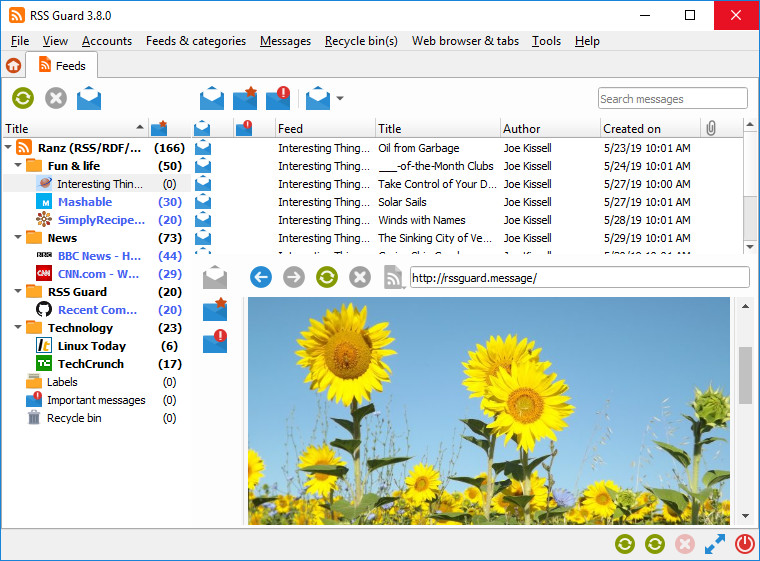 RSS Guard 3.8.0
File View Accounts Feeds & categories Messages Recycle bin(s) Web browser & tabs Tools Help
Feeds
Search messages
Title Feed Title Author Created on
Ranz (RSS/RDF/... (166)
Fun & life (50)
Interesting Thin... (0)
Mashable (30)
SimplyRecipe... (20)
News (73)
BBC News - H... (44)
CNN.com - W... (29)
RSS Guard (20)
Recent Com... (20)
Technology (23)
Linux Today (6)
TechCrunch (17)
Labels (0)
Important messages (0)
Recycle bin (0)
Interesting Thing... Oil from Garbage Joe Kissell 5/23/19 10:01 AM
Interesting Thing... ___-of-the-Month Clubs Joe Kissell 5/24/19 10:01 AM
Interesting Thing... Take Control of Your D... Joe Kissell 5/27/19 10:00 AM
Interesting Thing... Solar Sails Joe Kissell 5/27/19 10:01 AM
Interesting Thing... Winds with Names Joe Kissell 5/28/19 10:01 AM
Interesting Thing... The Sinking City of Ve... Joe Kissell 5/29/19 10:01 AM
http://rssguard.message/